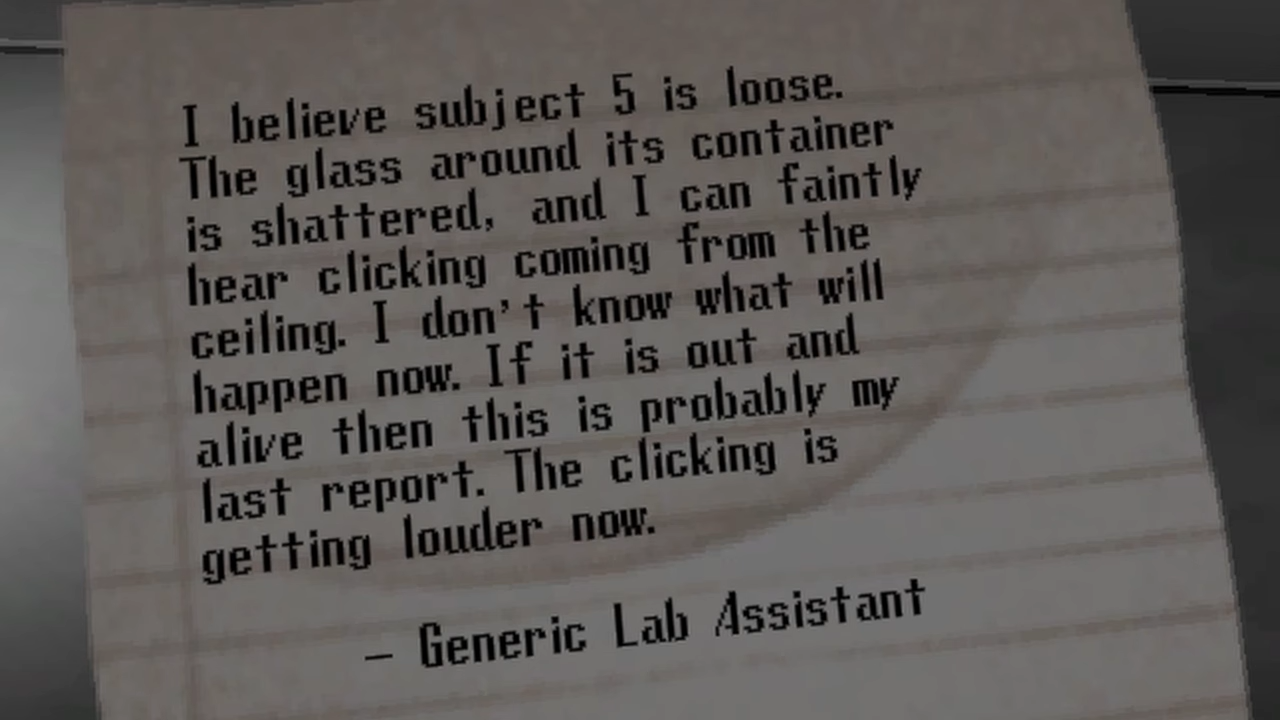 I believe subject 5 is loose.
The glass around its container
is shattered, and I can faintly
hear clicking coming from the
ceiling. I don't know what will
happen now. If it is out and
alive then this is probably my
last report. The clicking is
getting louder now.
- Generic Lab Assistant